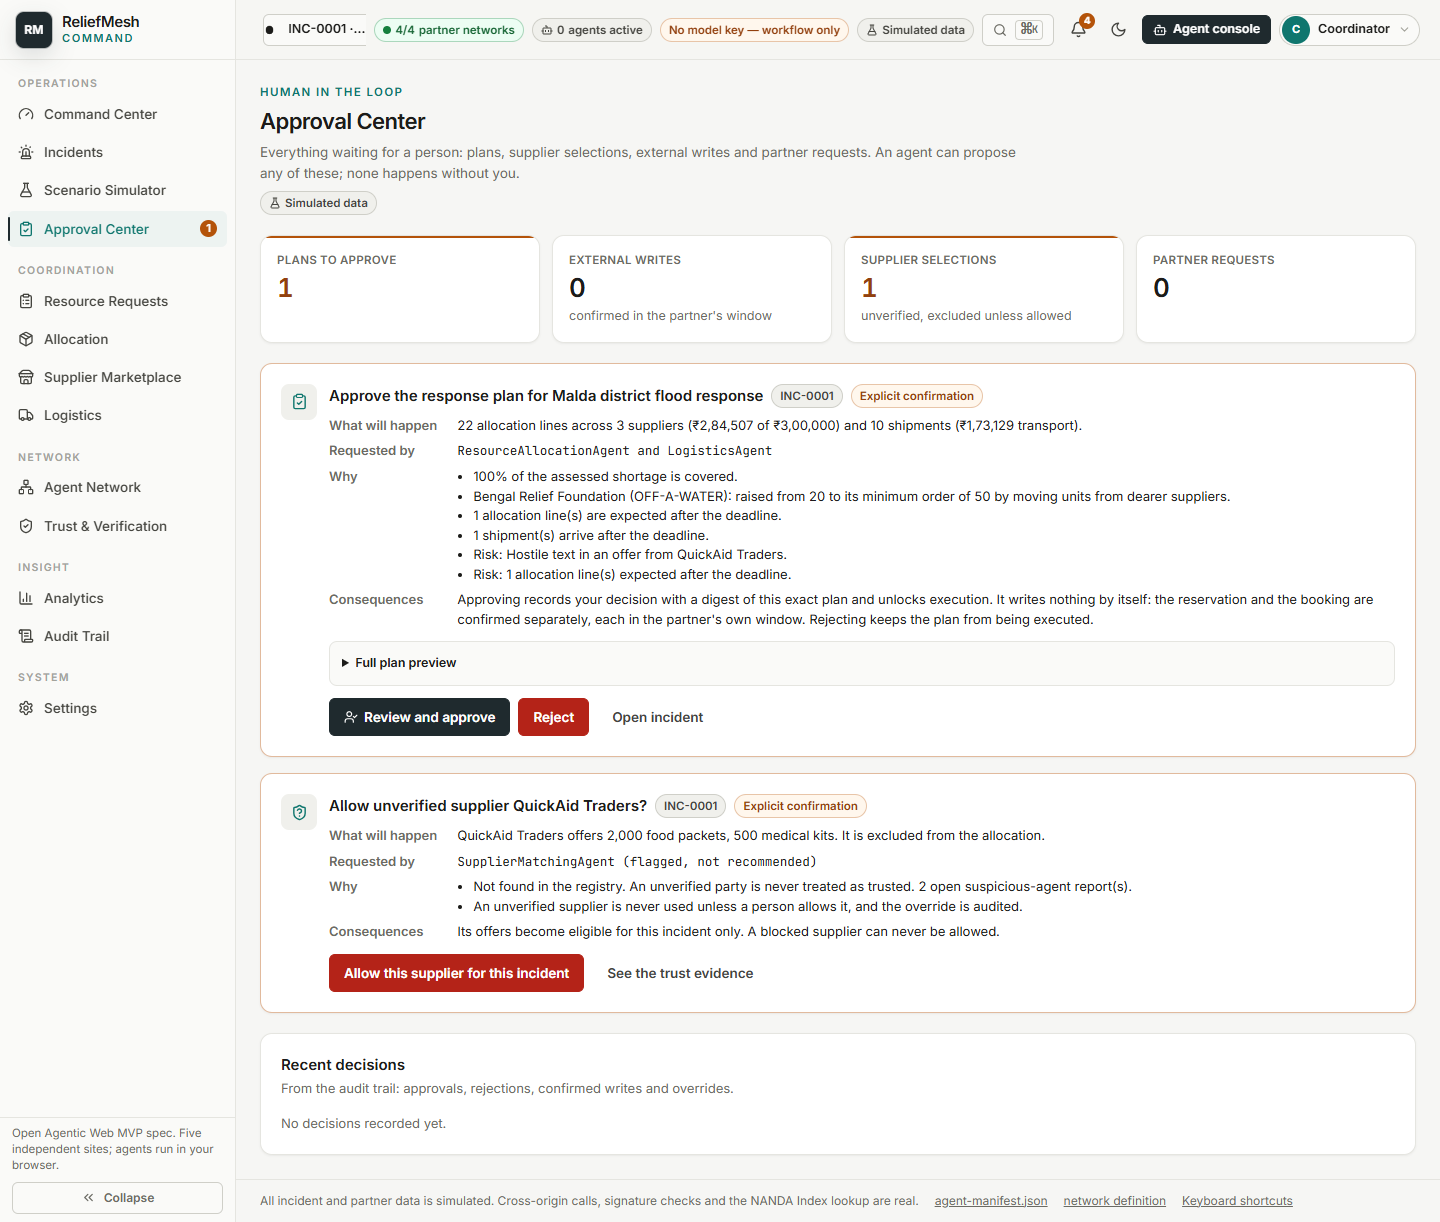 RM
ReliefMesh
COMMAND
INC-0001 ·...
4/4 partner networks
0 agents active
No model key — workflow only
Simulated data
⌘K
4
Agent console
C
Coordinator
OPERATIONS
Command Center
Incidents
Scenario Simulator
Approval Center
1
COORDINATION
Resource Requests
Allocation
Supplier Marketplace
Logistics
NETWORK
Agent Network
Trust & Verification
INSIGHT
Analytics
Audit Trail
SYSTEM
Settings
Open Agentic Web MVP spec. Five
independent sites; agents run in your
browser.
Collapse
HUMAN IN THE LOOP
Approval Center
Everything waiting for a person: plans, supplier selections, external writes and partner requests. An agent can propose
any of these; none happens without you.
Simulated data
PLANS TO APPROVE
1
EXTERNAL WRITES
0
confirmed in the partner's window
SUPPLIER SELECTIONS
1
unverified, excluded unless allowed
PARTNER REQUESTS
0
Approve the response plan for Malda district flood response INC-0001 Explicit confirmation
What will happen 22 allocation lines across 3 suppliers (₹2,84,507 of ₹3,00,000) and 10 shipments (₹1,73,129 transport).
Requested by ResourceAllocationAgent and LogisticsAgent
Why • 100% of the assessed shortage is covered.
• Bengal Relief Foundation (OFF-A-WATER): raised from 20 to its minimum order of 50 by moving units from dearer suppliers.
• 1 allocation line(s) are expected after the deadline.
• 1 shipment(s) arrive after the deadline.
• Risk: Hostile text in an offer from QuickAid Traders.
• Risk: 1 allocation line(s) expected after the deadline.
Consequences Approving records your decision with a digest of this exact plan and unlocks execution. It writes nothing by itself: the reservation and the booking are
confirmed separately, each in the partner's own window. Rejecting keeps the plan from being executed.
Full plan preview
Review and approve Reject Open incident
Allow unverified supplier QuickAid Traders? INC-0001 Explicit confirmation
What will happen QuickAid Traders offers 2,000 food packets, 500 medical kits. It is excluded from the allocation.
Requested by SupplierMatchingAgent (flagged, not recommended)
Why • Not found in the registry. An unverified party is never treated as trusted. 2 open suspicious-agent report(s).
• An unverified supplier is never used unless a person allows it, and the override is audited.
Consequences Its offers become eligible for this incident only. A blocked supplier can never be allowed.
Allow this supplier for this incident See the trust evidence
Recent decisions
From the audit trail: approvals, rejections, confirmed writes and overrides.
No decisions recorded yet.
All incident and partner data is simulated. Cross-origin calls, signature checks and the NANDA Index lookup are real. agent-manifest.json network definition Keyboard shortcuts